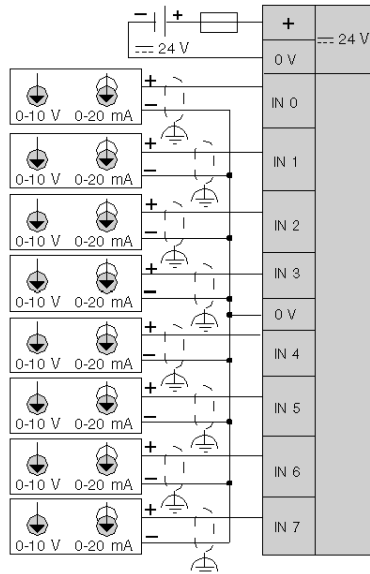 − + +
⎓ 24 V
⎓ 24 V
0 V
+
−
0-10 V 0-20 mA
IN 0
+
−
0-10 V 0-20 mA
IN 1
+
−
0-10 V 0-20 mA
IN 2
+
−
0-10 V 0-20 mA
IN 3
0 V
+
−
0-10 V 0-20 mA
IN 4
+
−
0-10 V 0-20 mA
IN 5
+
−
0-10 V 0-20 mA
IN 6
+
−
0-10 V 0-20 mA
IN 7